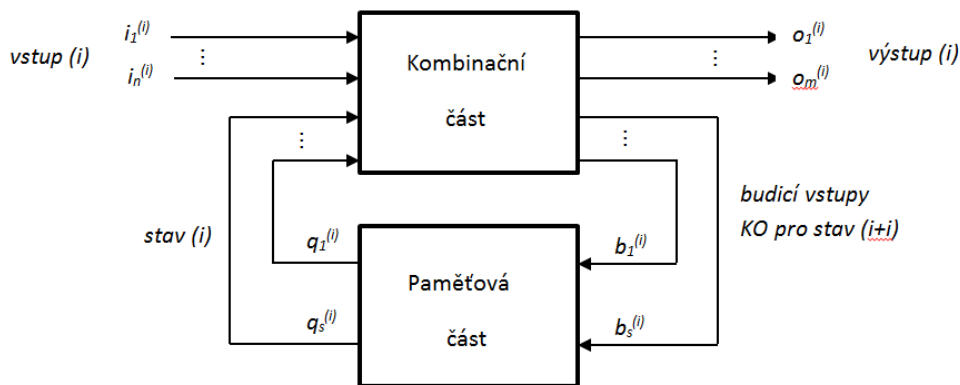 vstup (i)
i1(i)
⋮
in(i)
Kombinační
část
o1(i)
⋮
om(i)
výstup (i)
⋮
⋮
stav (i)
q1(i)
qs(i)
Paměťová
část
b1(i)
bs(i)
budicí vstupy
KO pro stav (i+i)